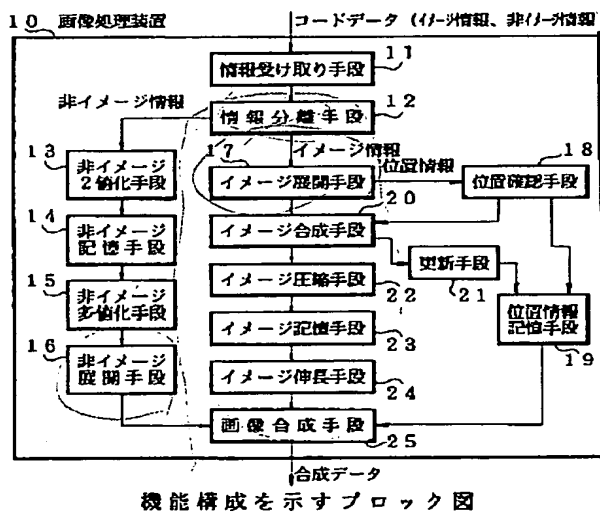 10 画像処理装置
コードデータ (イメージ情報、非イメージ情報
情報受け取り手段
11
非イメージ情報
情報分離手段
12
イメージ情報
位置情報
13
非イメージ
2値化手段
17
イメージ展開手段
18
位置確認手段
14
非イメージ
記憶手段
20
イメージ合成手段
更新手段
21
15
非イメージ
多値化手段
イメージ圧縮手段
22
位置情報
記憶手段
19
イメージ記憶手段
23
16
非イメージ
展開手段
イメージ伸長手段
24
画像合成手段
25
合成データ
機能構成を示すブロック図